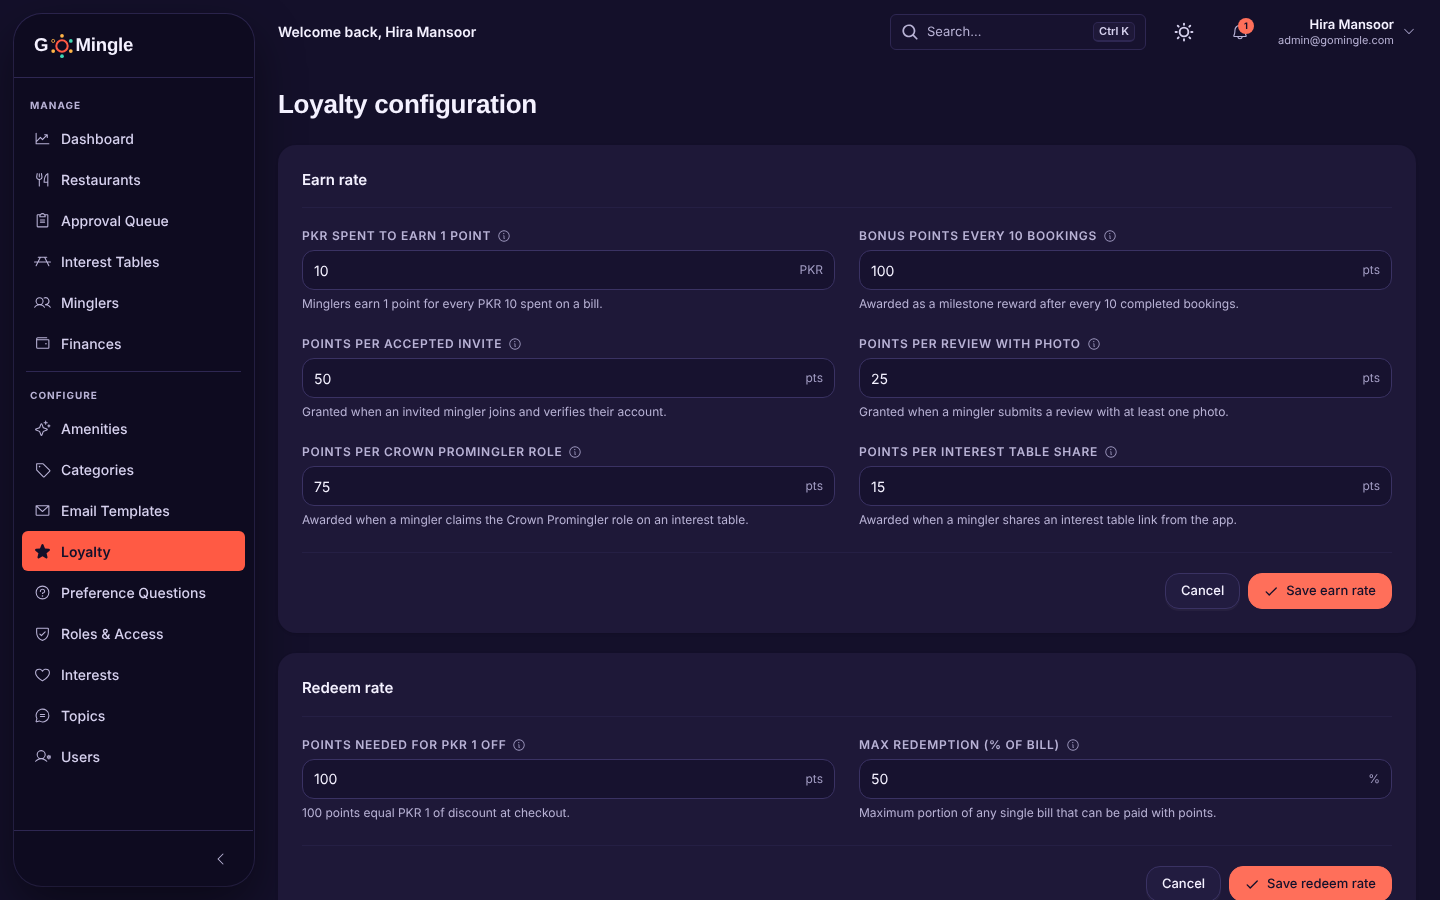 GoMingle
Welcome back, Hira Mansoor
Search...
Ctrl K
1
Hira Mansoor
admin@gomingle.com
MANAGE
Dashboard
Restaurants
Approval Queue
Interest Tables
Minglers
Finances
CONFIGURE
Amenities
Categories
Email Templates
Loyalty
Preference Questions
Roles & Access
Interests
Topics
Users
Loyalty configuration
Earn rate
PKR SPENT TO EARN 1 POINT
10 PKR
Minglers earn 1 point for every PKR 10 spent on a bill.
BONUS POINTS EVERY 10 BOOKINGS
100 pts
Awarded as a milestone reward after every 10 completed bookings.
POINTS PER ACCEPTED INVITE
50 pts
Granted when an invited mingler joins and verifies their account.
POINTS PER REVIEW WITH PHOTO
25 pts
Granted when a mingler submits a review with at least one photo.
POINTS PER CROWN PROMINGLER ROLE
75 pts
Awarded when a mingler claims the Crown Promingler role on an interest table.
POINTS PER INTEREST TABLE SHARE
15 pts
Awarded when a mingler shares an interest table link from the app.
Cancel
Save earn rate
Redeem rate
POINTS NEEDED FOR PKR 1 OFF
100 pts
100 points equal PKR 1 of discount at checkout.
MAX REDEMPTION (% OF BILL)
50 %
Maximum portion of any single bill that can be paid with points.
Cancel
Save redeem rate